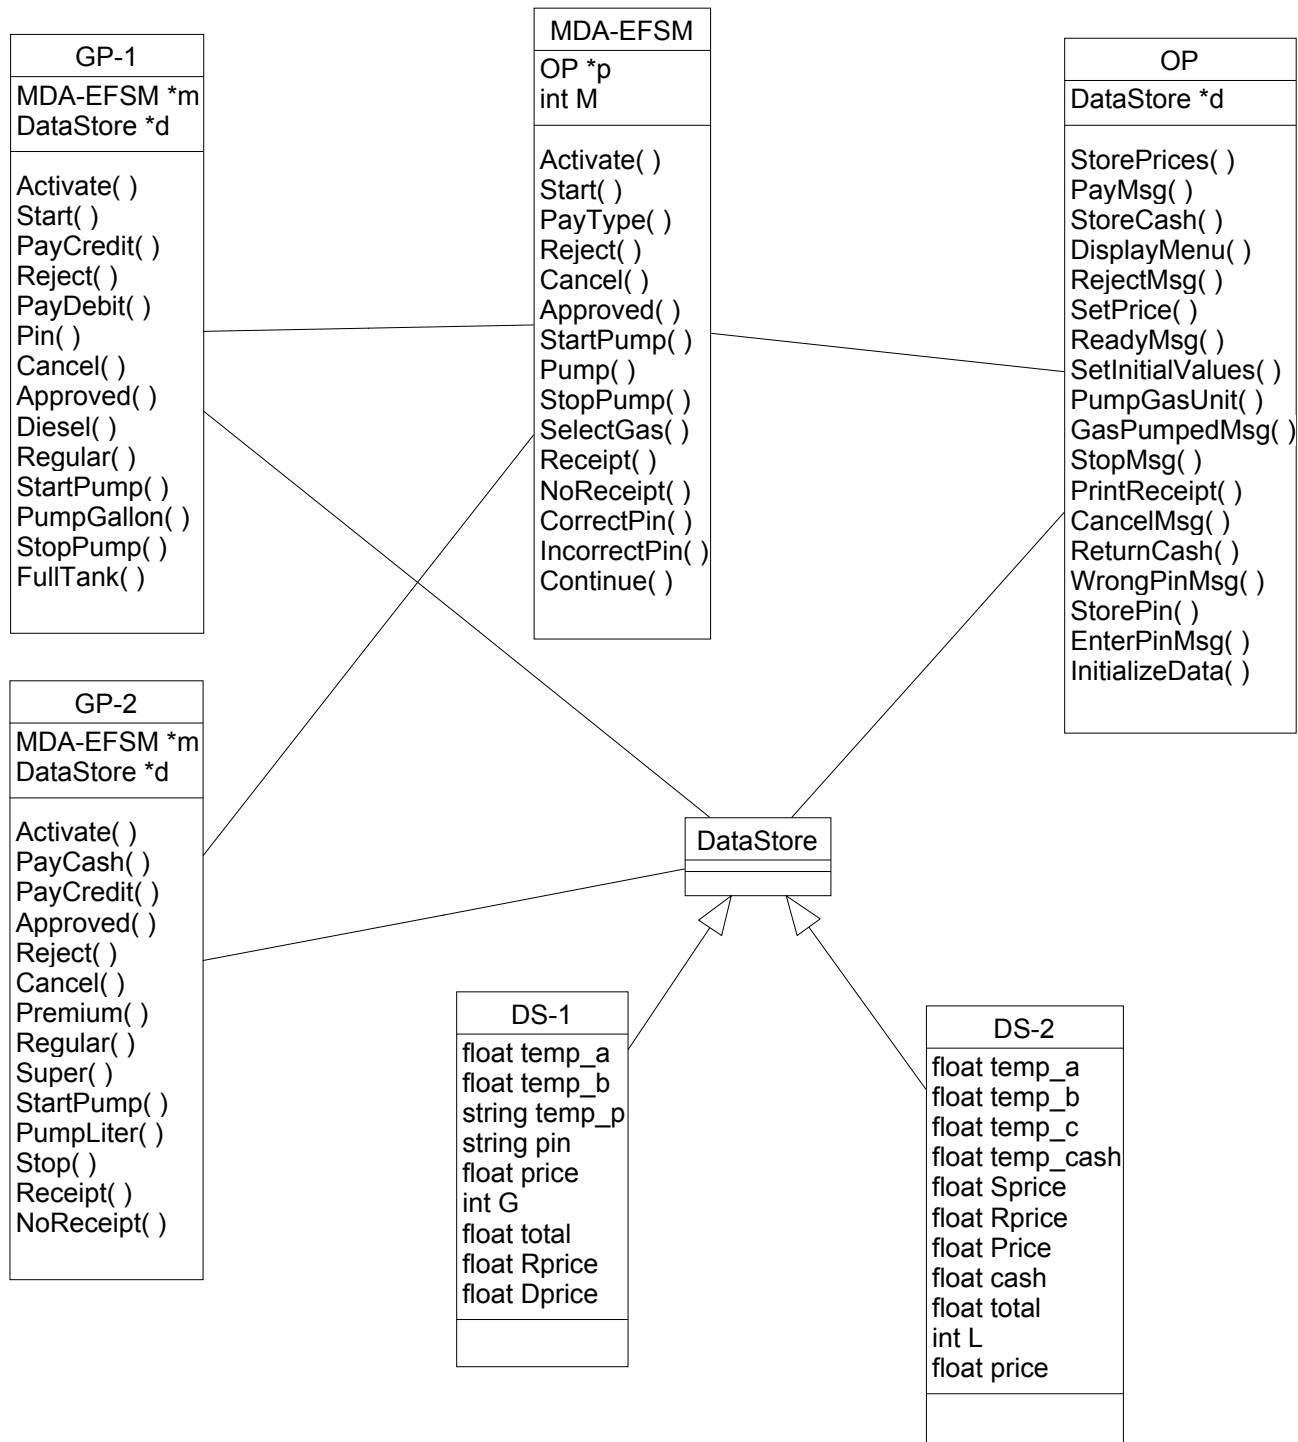 GP-1
MDA-EFSM *m
DataStore *d
Activate( )
Start( )
PayCredit( )
Reject( )
PayDebit( )
Pin( )
Cancel( )
Approved( )
Diesel( )
Regular( )
StartPump( )
PumpGallon( )
StopPump( )
FullTank( )
MDA-EFSM
OP *p
int M
Activate( )
Start( )
PayType( )
Reject( )
Cancel( )
Approved( )
StartPump( )
Pump( )
StopPump( )
SelectGas( )
Receipt( )
NoReceipt( )
CorrectPin( )
IncorrectPin( )
Continue( )
OP
DataStore *d
StorePrices( )
PayMsg( )
StoreCash( )
DisplayMenu( )
RejectMsg( )
SetPrice( )
ReadyMsg( )
SetInitialValues( )
PumpGasUnit( )
GasPumpedMsg( )
StopMsg( )
PrintReceipt( )
CancelMsg( )
ReturnCash( )
WrongPinMsg( )
StorePin( )
EnterPinMsg( )
InitializeData( )
GP-2
MDA-EFSM *m
DataStore *d
Activate( )
PayCash( )
PayCredit( )
Approved( )
Reject( )
Cancel( )
Premium( )
Regular( )
Super( )
StartPump( )
PumpLiter( )
Stop( )
Receipt( )
NoReceipt( )
DataStore
DS-1
float temp_a
float temp_b
string temp_p
string pin
float price
int G
float total
float Rprice
float Dprice
DS-2
float temp_a
float temp_b
float temp_c
float temp_cash
float Sprice
float Rprice
float Price
float cash
float total
int L
float price